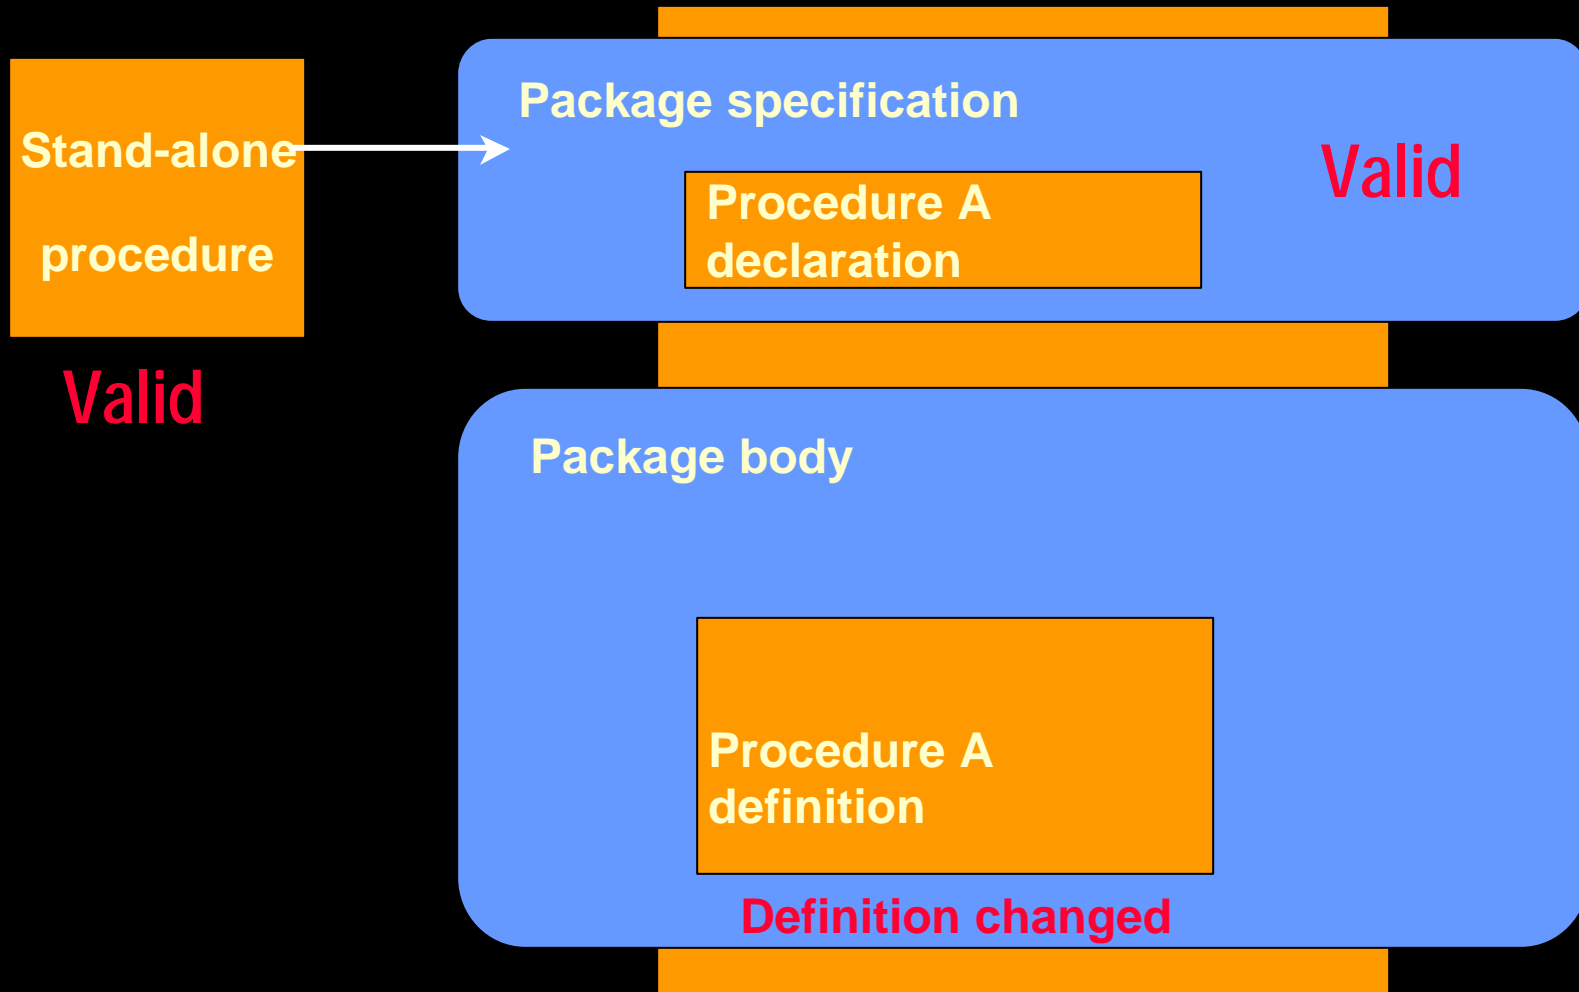 Package specification
Stand-alone
procedure
Valid
Procedure A
declaration
Valid
Package body
Procedure A
definition
Definition changed